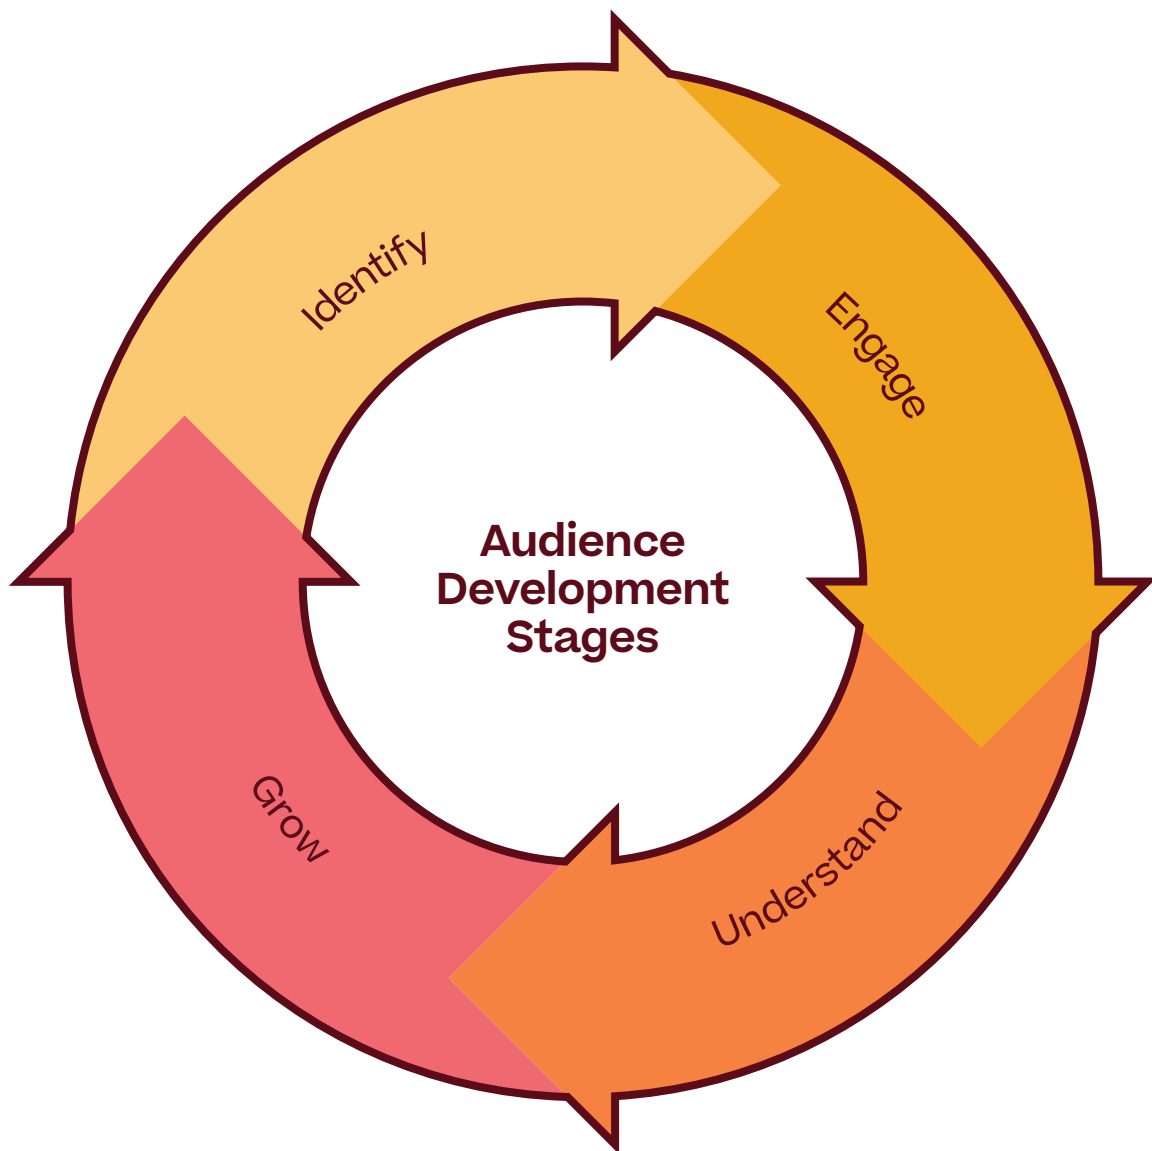 Identify
Engage
Audience
Development
Stages
Understand
Grow